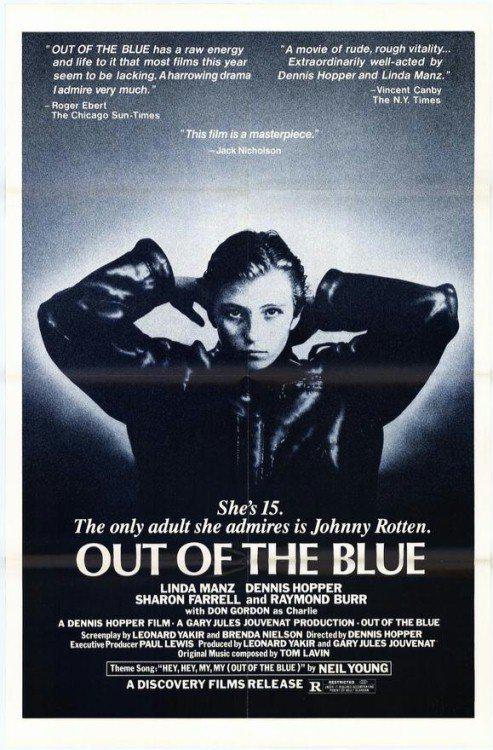 "OUT OF THE BLUE has a raw energy
and life to it that most films this year
seem to be lacking. A harrowing drama
I admire very much."
– Roger Ebert
The Chicago Sun-Times
"A movie of rude, rough vitality...
Extraordinarily well-acted by
Dennis Hopper and Linda Manz."
–Vincent Canby
The N.Y. Times
"This film is a masterpiece."
–Jack Nicholson
She's 15.
The only adult she admires is Johnny Rotten.
OUT OF THE BLUE
LINDA MANZ DENNIS HOPPER
SHARON FARRELL and RAYMOND BURR
with DON GORDON as Charlie
A DENNIS HOPPER FILM · A GARY JULES JOUVENAT PRODUCTION · OUT OF THE BLUE
Screenplay by LEONARD YAKIR and BRENDA NIELSON Directed by DENNIS HOPPER
Executive Producer PAUL LEWIS Produced by LEONARD YAKIR and GARY JULES JOUVENAT
Original Music composed by TOM LAVIN
Theme Song: "HEY, HEY, MY, MY (OUT OF THE BLUE)" by NEIL YOUNG
A DISCOVERY FILMS RELEASE R RESTRICTED